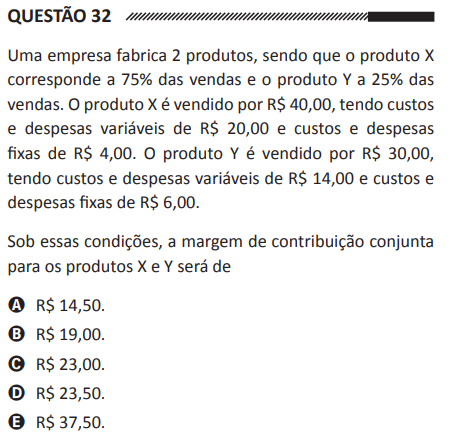 QUESTÃO 32
Uma empresa fabrica 2 produtos, sendo que o produto X
corresponde a 75% das vendas e o produto Y a 25% das
vendas. O produto X é vendido por R$ 40,00, tendo custos
e despesas variáveis de R$ 20,00 e custos e despesas
fixas de R$ 4,00. O produto Y é vendido por R$ 30,00,
tendo custos e despesas variáveis de R$ 14,00 e custos e
despesas fixas de R$ 6,00.
Sob essas condições, a margem de contribuição conjunta
para os produtos X e Y será de
A R$ 14,50.
B R$ 19,00.
C R$ 23,00.
D R$ 23,50.
E R$ 37,50.